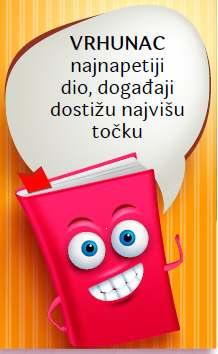 VRHUNAC
najnapetiji
dio, događaji
dostižu najvišu
točku